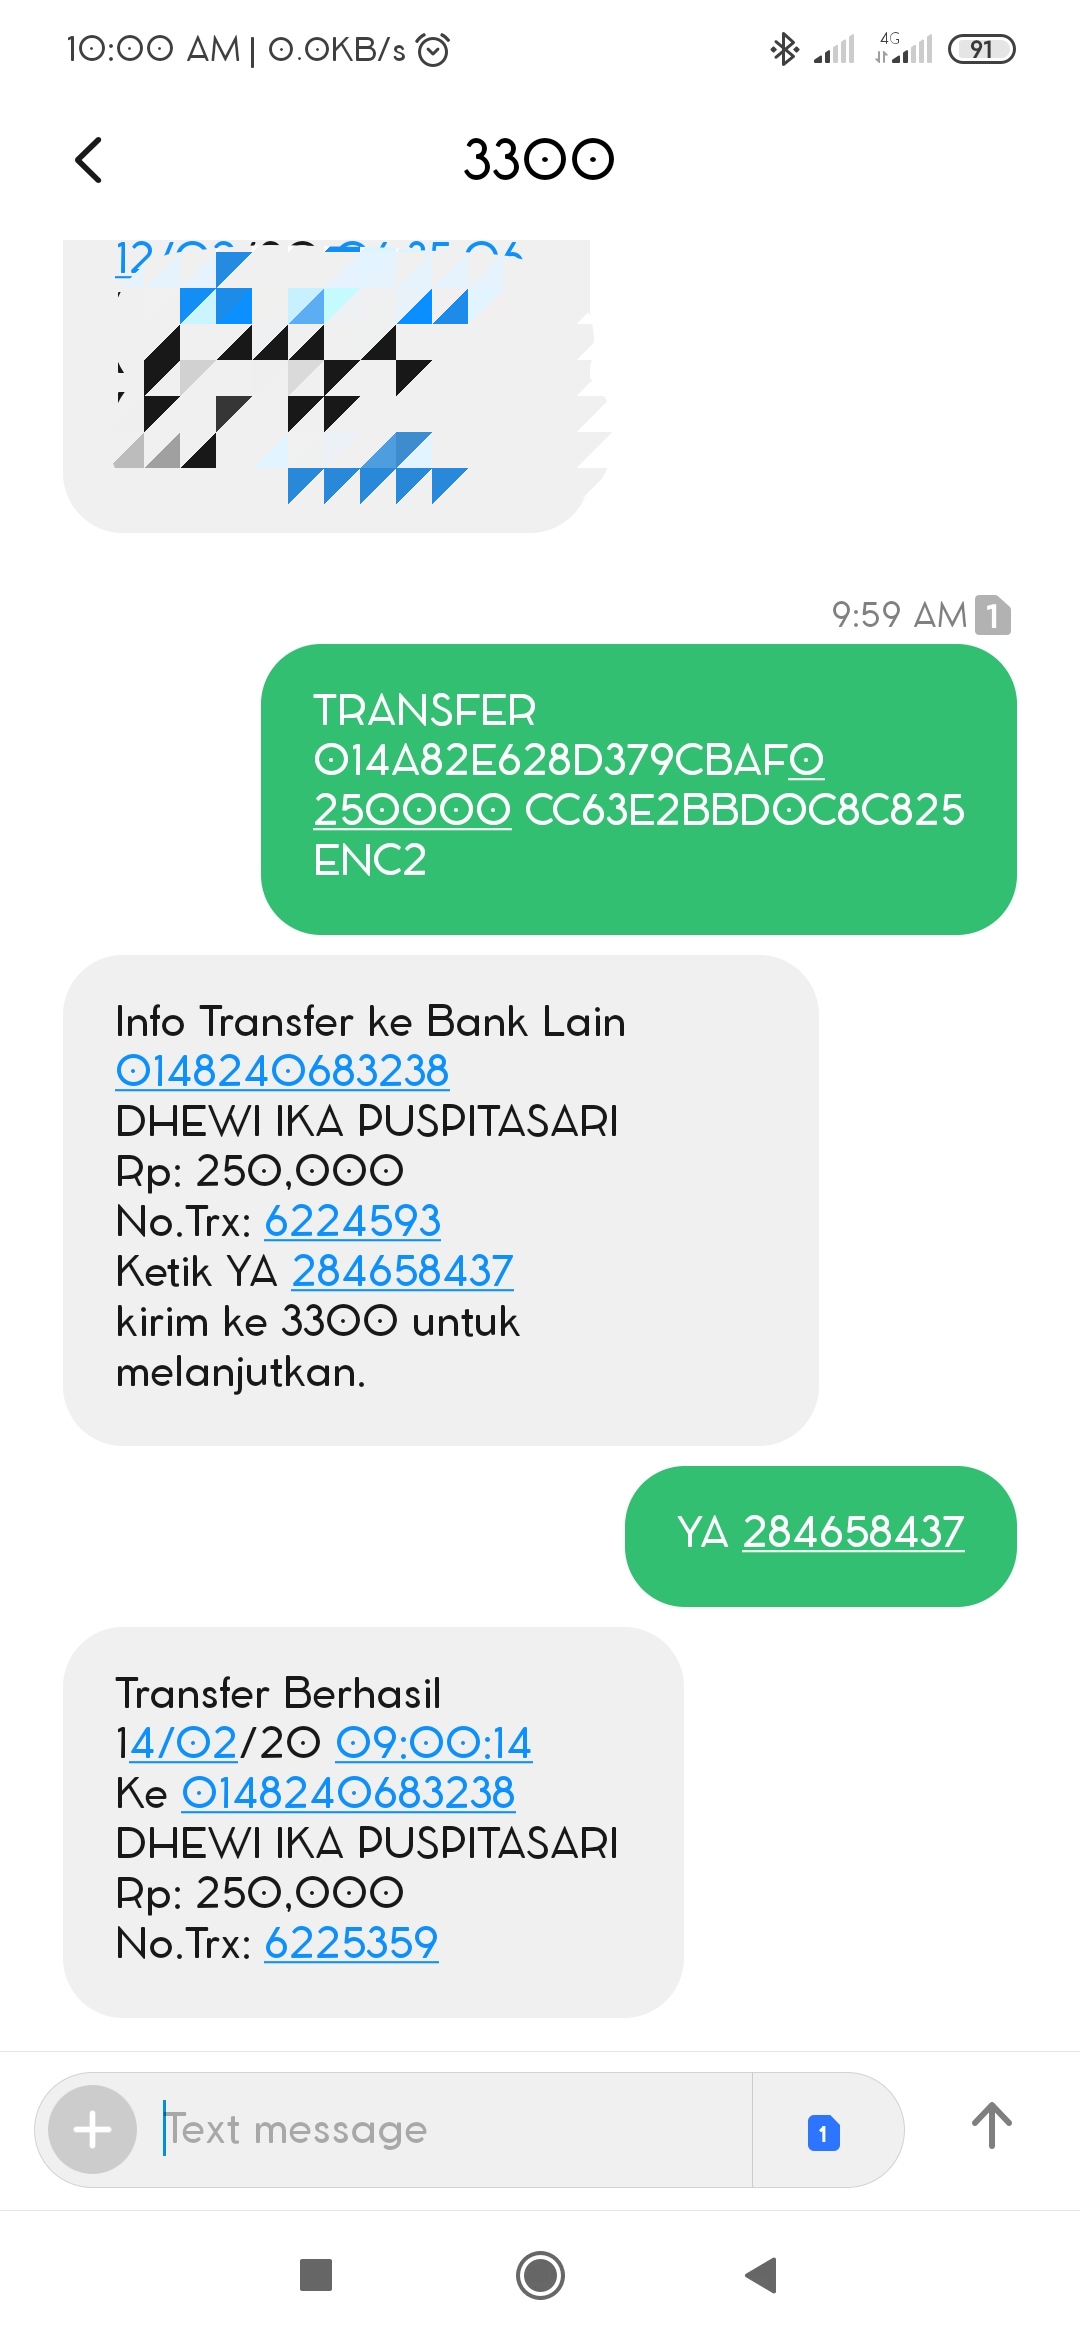 10:00 AM | 0.0KB/s
4G
91
3300
9:59 AM 1
TRANSFER
014A82E628D379CBAF0
250000 CC63E2BBD0C8C825
ENC2
Info Transfer ke Bank Lain
0148240683238
DHEWI IKA PUSPITASARI
Rp: 250,000
No.Trx: 6224593
Ketik YA 284658437
kirim ke 3300 untuk
melanjutkan.
YA 284658437
Transfer Berhasil
14/02/20 09:00:14
Ke 0148240683238
DHEWI IKA PUSPITASARI
Rp: 250,000
No.Trx: 6225359
Text message
1